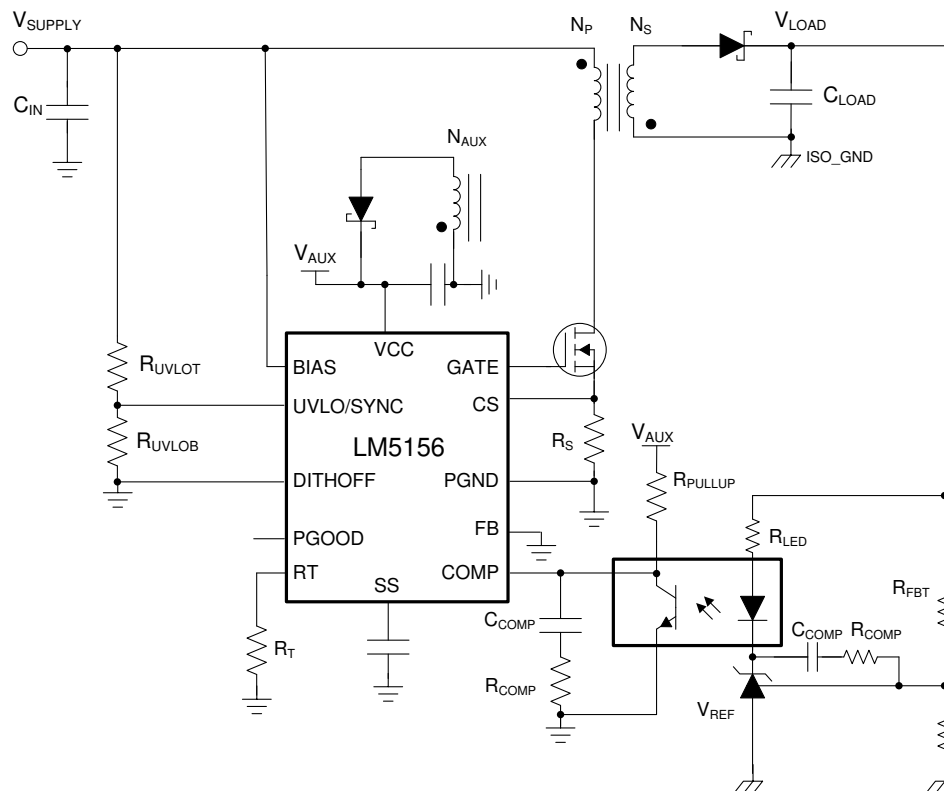 VSUPPLY
NP NS
VLOAD
CIN
CLOAD
ISO_GND
NAUX
VAUX
VCC
BIAS
GATE
RUVLOT
UVLO/SYNC
CS
LM5156
RS
VAUX
RUVLOB
DITHOFF
PGND
RPULLUP
PGOOD
FB
RLED
RT
COMP
SS
RFBT
CCOMP
CCOMP RCOMP
RT
RCOMP
VREF